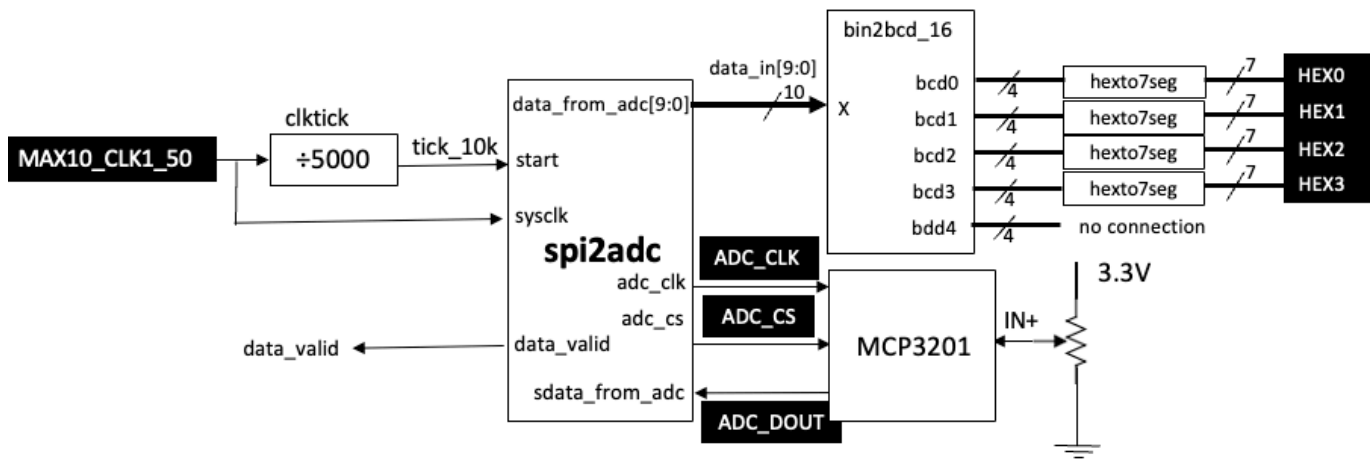 bin2bcd_16
data_in[9:0]
10
X
bcd0
4
hexto7seg
7
HEX0
bcd1
4
hexto7seg
7
HEX1
bcd2
4
hexto7seg
7
HEX2
bcd3
4
hexto7seg
7
HEX3
bdd4
4
no connection
clktick
MAX10_CLK1_50
÷5000
tick_10k
data_from_adc[9:0]
start
sysclk
spi2adc
adc_clk
adc_cs
data_valid
data_valid
sdata_from_adc
ADC_CLK
ADC_CS
ADC_DOUT
MCP3201
IN+
3.3V